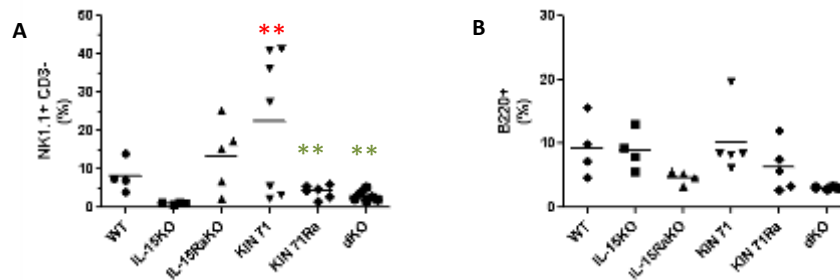 A
NK1.1+ CD3-
(%)
50
40
30
20
10
0
**
**
**
WT
IL-15KO
IL-15RaKO
KIN 71
KIN 71Ra
dKO
B
B220+
(%)
30
20
10
0
WT
IL-15KO
IL-15RaKO
KIN 71
KIN 71Ra
dKO